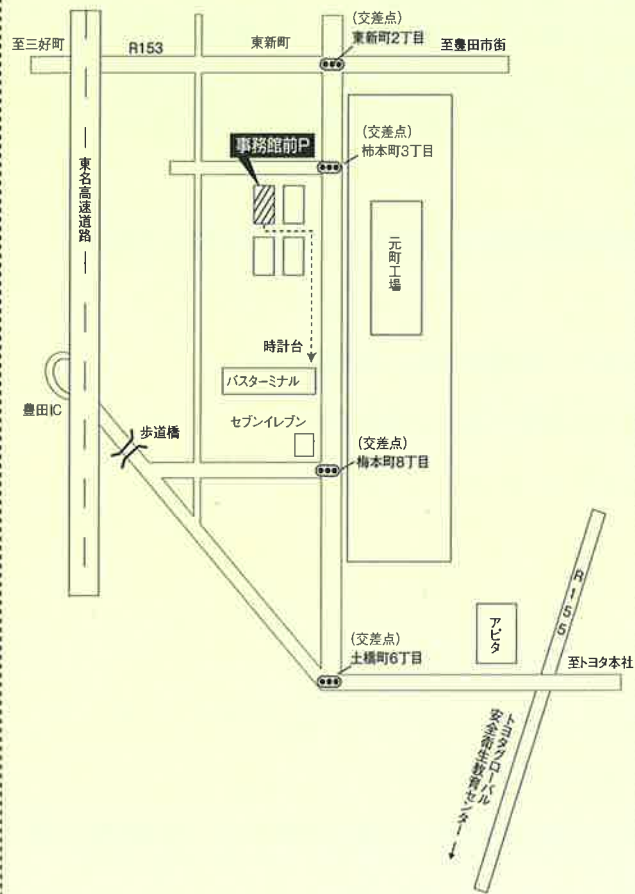 (交差点)
東新町2丁目
至三好町
R153
東新町
至豊田市街
事務館前P
(交差点)
柿本町3丁目
東名高速道路
元町工場
時計台
バスターミナル
豊田IC
歩道橋
セブンイレブン
(交差点)
梅本町8丁目
R155
アピタ
(交差点)
土橋町6丁目
至トヨタ本社
トヨタグローバル
安全衛生教育センター